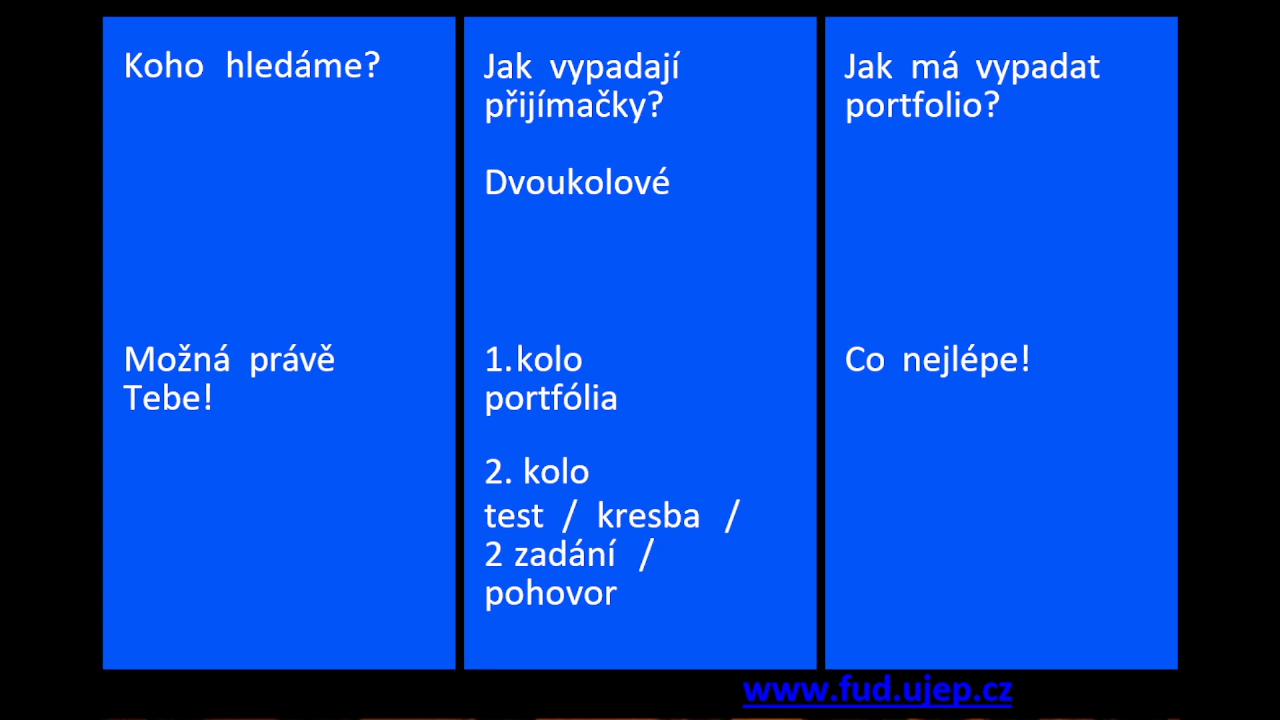 Koho hledáme?
Možná právě
Tebe!
Jak vypadají
přijímačky?
Dvoukolové
1.kolo
portfólia
2. kolo
test / kresba /
2 zadání /
pohovor
Jak má vypadat
portfolio?
Co nejlépe!
www.fud.ujep.cz